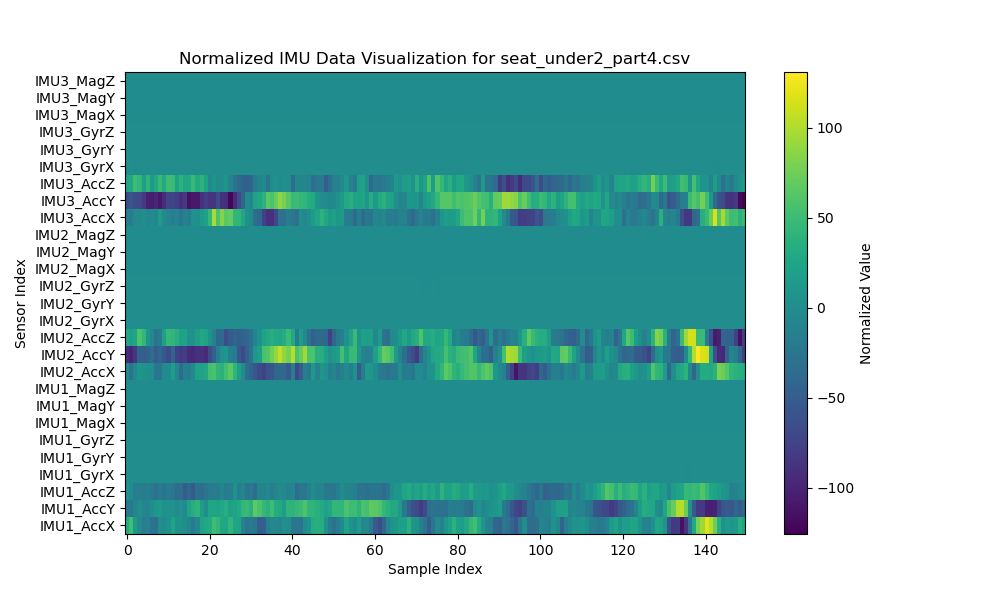 Normalized IMU Data Visualization for seat_under2_part4.csv
IMU3_MagZ
IMU3_MagY
IMU3_MagX
IMU3_GyrZ
IMU3_GyrY
IMU3_GyrX
IMU3_AccZ
IMU3_AccY
IMU3_AccX
IMU2_MagZ
IMU2_MagY
IMU2_MagX
IMU2_GyrZ
IMU2_GyrY
IMU2_GyrX
IMU2_AccZ
IMU2_AccY
IMU2_AccX
IMU1_MagZ
IMU1_MagY
IMU1_MagX
IMU1_GyrZ
IMU1_GyrY
IMU1_GyrX
IMU1_AccZ
IMU1_AccY
IMU1_AccX
Sensor Index
0 20 40 60 80 100 120 140
Sample Index
100
50
0
−50
−100
Normalized Value